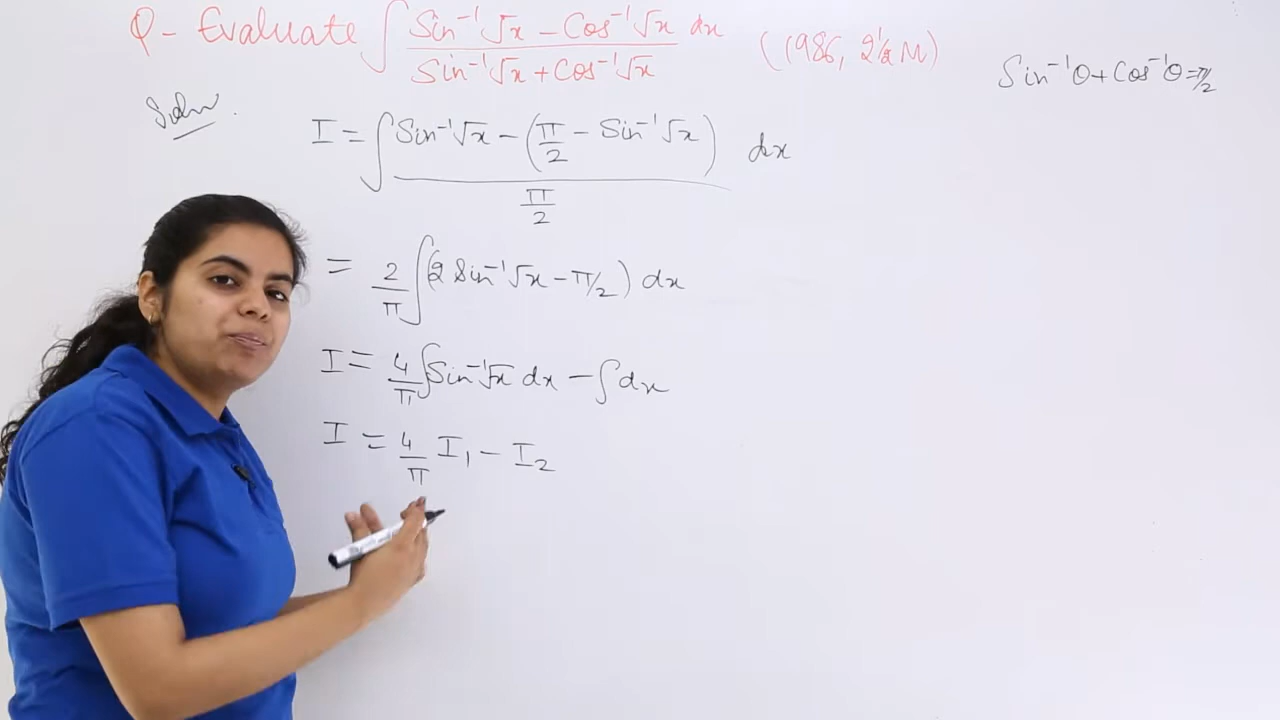 Q - Evaluate ∫ (Sin⁻¹√x - Cos⁻¹√x) / (Sin⁻¹√x + Cos⁻¹√x) dx (1986, 2½ M)
Sin⁻¹θ + Cos⁻¹θ = π/2
Soln.
I = ∫ (Sin⁻¹√x - (π/2 - Sin⁻¹√x)) / (π/2) dx
= 2/π ∫ (2 Sin⁻¹√x - π/2) dx
I = 4/π ∫ Sin⁻¹√x dx - ∫ dx
I = 4/π I₁ - I₂